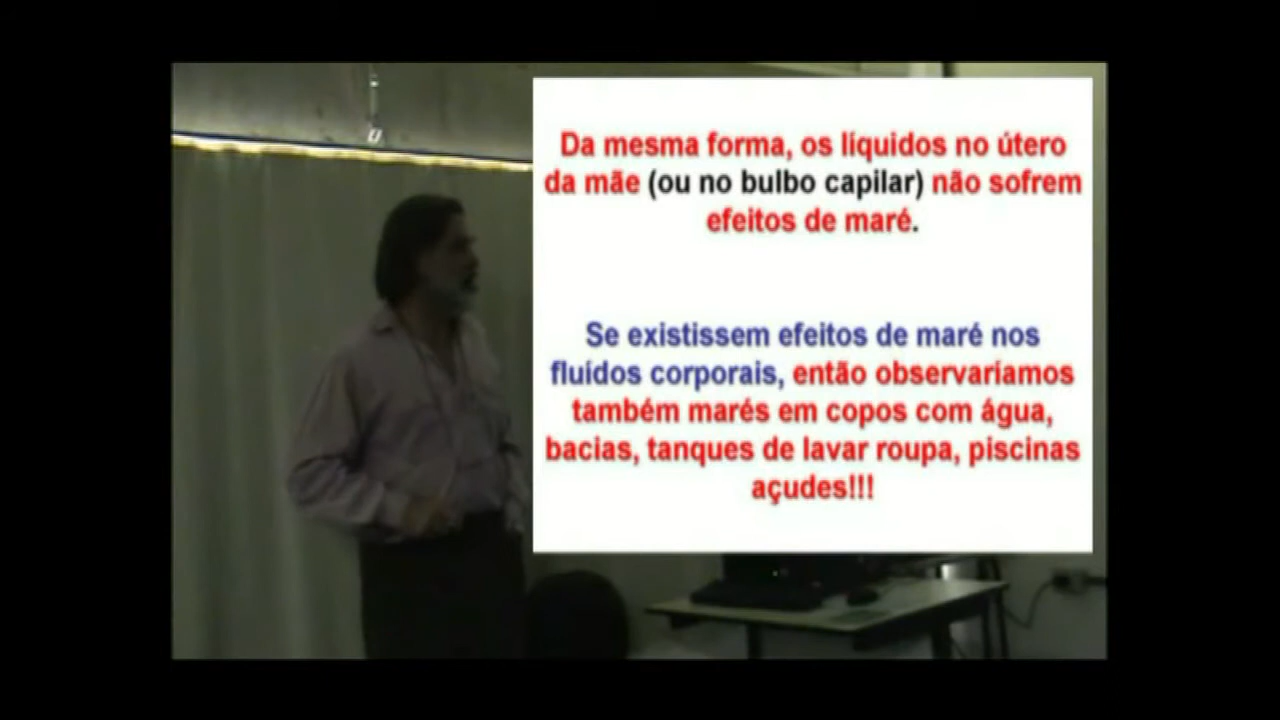 Da mesma forma, os líquidos no útero
da mãe (ou no bulbo capilar) não sofrem
efeitos de maré.
Se existissem efeitos de maré nos
fluídos corporais, então observaríamos
também marés em copos com água,
bacias, tanques de lavar roupa, piscinas
açudes!!!